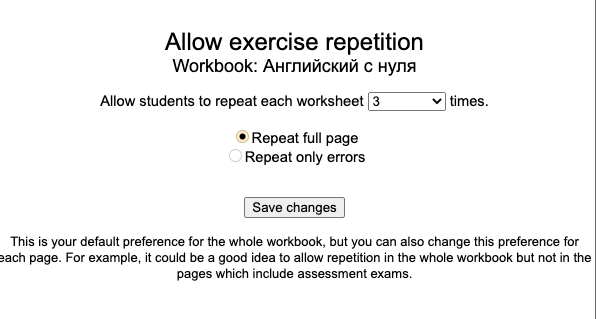 Allow exercise repetition
Workbook: Английский с нуля
Allow students to repeat each worksheet 3 times.
Repeat full page
Repeat only errors
Save changes
This is your default preference for the whole workbook, but you can also change this preference for
each page. For example, it could be a good idea to allow repetition in the whole workbook but not in the
pages which include assessment exams.